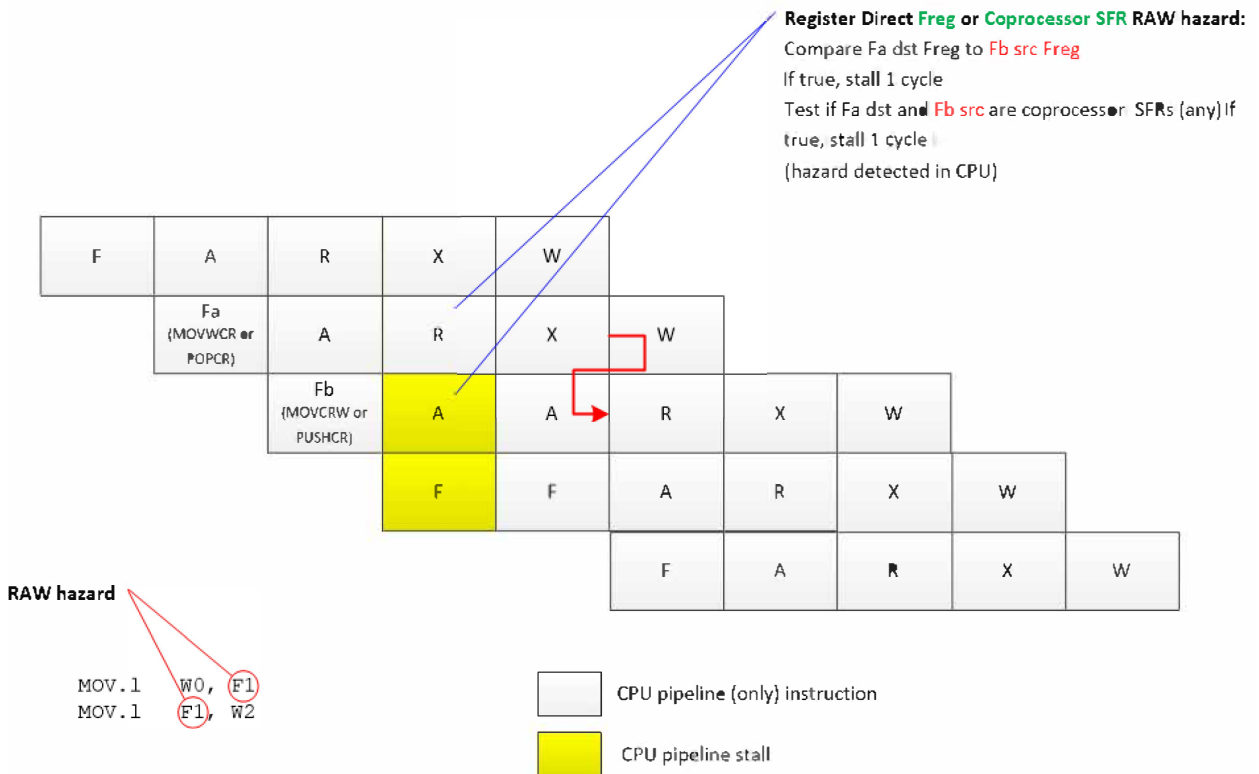 Register Direct Freg or Coprocessor SFR RAW hazard:
Compare Fa dst Freg to Fb src Freg
If true, stall 1 cycle
Test if Fa dst and Fb src are coprocessor SFRs (any) If
true, stall 1 cycle
(hazard detected in CPU)
F A R X W
Fa
(MOVWCR or
POPCR)
A R X W
Fb
(MOVCRW or
PUSHCR)
A A R X W
F F A R X W
F A R X W
RAW hazard
MOV.l W0, F1
MOV.l F1, W2
CPU pipeline (only) instruction
CPU pipeline stall